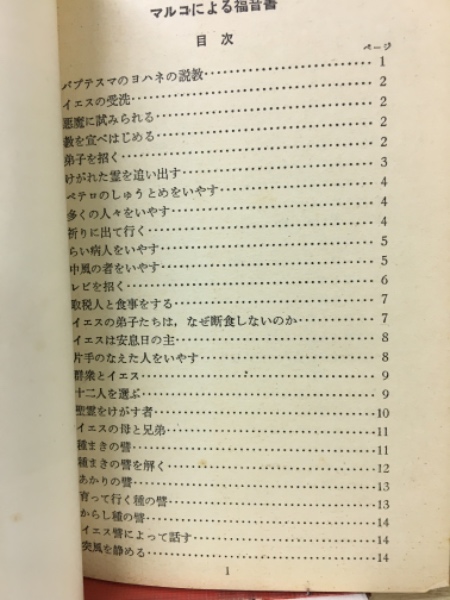 マルコによる福音書
目次
ページ
バプテスマのヨハネの説教 1
イエスの受洗 2
悪魔に試みられる 2
教を宣べはじめる 2
弟子を招く 2
けがれた霊を追い出す 3
ペテロのしゅうとめをいやす 4
多くの人々をいやす 4
祈りに出て行く 4
らい病人をいやす 5
中風の者をいやす 5
レビを招く 6
取税人と食事をする 7
イエスの弟子たちは，なぜ断食しないのか 7
イエスは安息日の主 8
片手のなえた人をいやす 8
群衆とイエス 9
十二人を選ぶ 9
聖霊をけがす者 10
イエスの母と兄弟 11
種まきの譬 11
種まきの譬を解く 12
あかりの譬 13
育って行く種の譬 13
からし種の譬 14
イエス譬によって話す 14
突風を静める 14
1